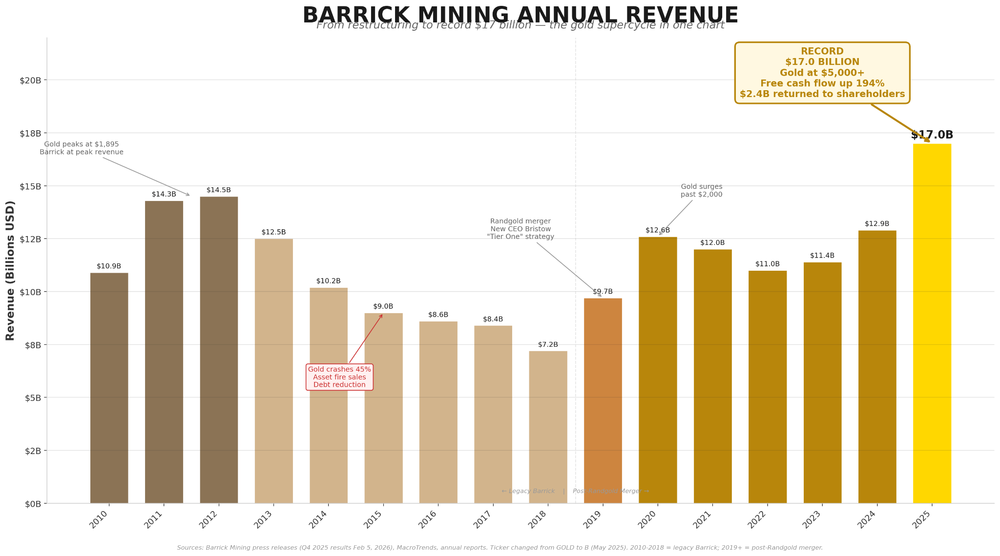 BARRICK MINING ANNUAL REVENUE
From restructuring to record $17 billion — the gold supercycle in one chart
RECORD
$17.0 BILLION
Gold at $5,000+
Free cash flow up 194%
$2.4B returned to shareholders
$17.0B
Gold peaks at $1,895
Barrick at peak revenue
Gold surges
past $2,000
Randgold merger
New CEO Bristow
"Tier One" strategy
Gold crashes 45%
Asset fire sales
Debt reduction
Revenue (Billions USD)
$20B
$18B
$15B
$12B
$10B
$8B
$5B
$2B
$0B
$10.9B
$14.3B
$14.5B
$12.5B
$10.2B
$9.0B
$8.6B
$8.4B
$7.2B
$9.7B
$12.6B
$12.0B
$11.0B
$11.4B
$12.9B
← Legacy Barrick | Post-Randgold Merger →
2010
2011
2012
2013
2014
2015
2016
2017
2018
2019
2020
2021
2022
2023
2024
2025
Sources: Barrick Mining press releases (Q4 2025 results Feb 5, 2026), MacroTrends, annual reports. Ticker changed from GOLD to B (May 2025). 2010-2018 = legacy Barrick; 2019+ = post-Randgold merger.